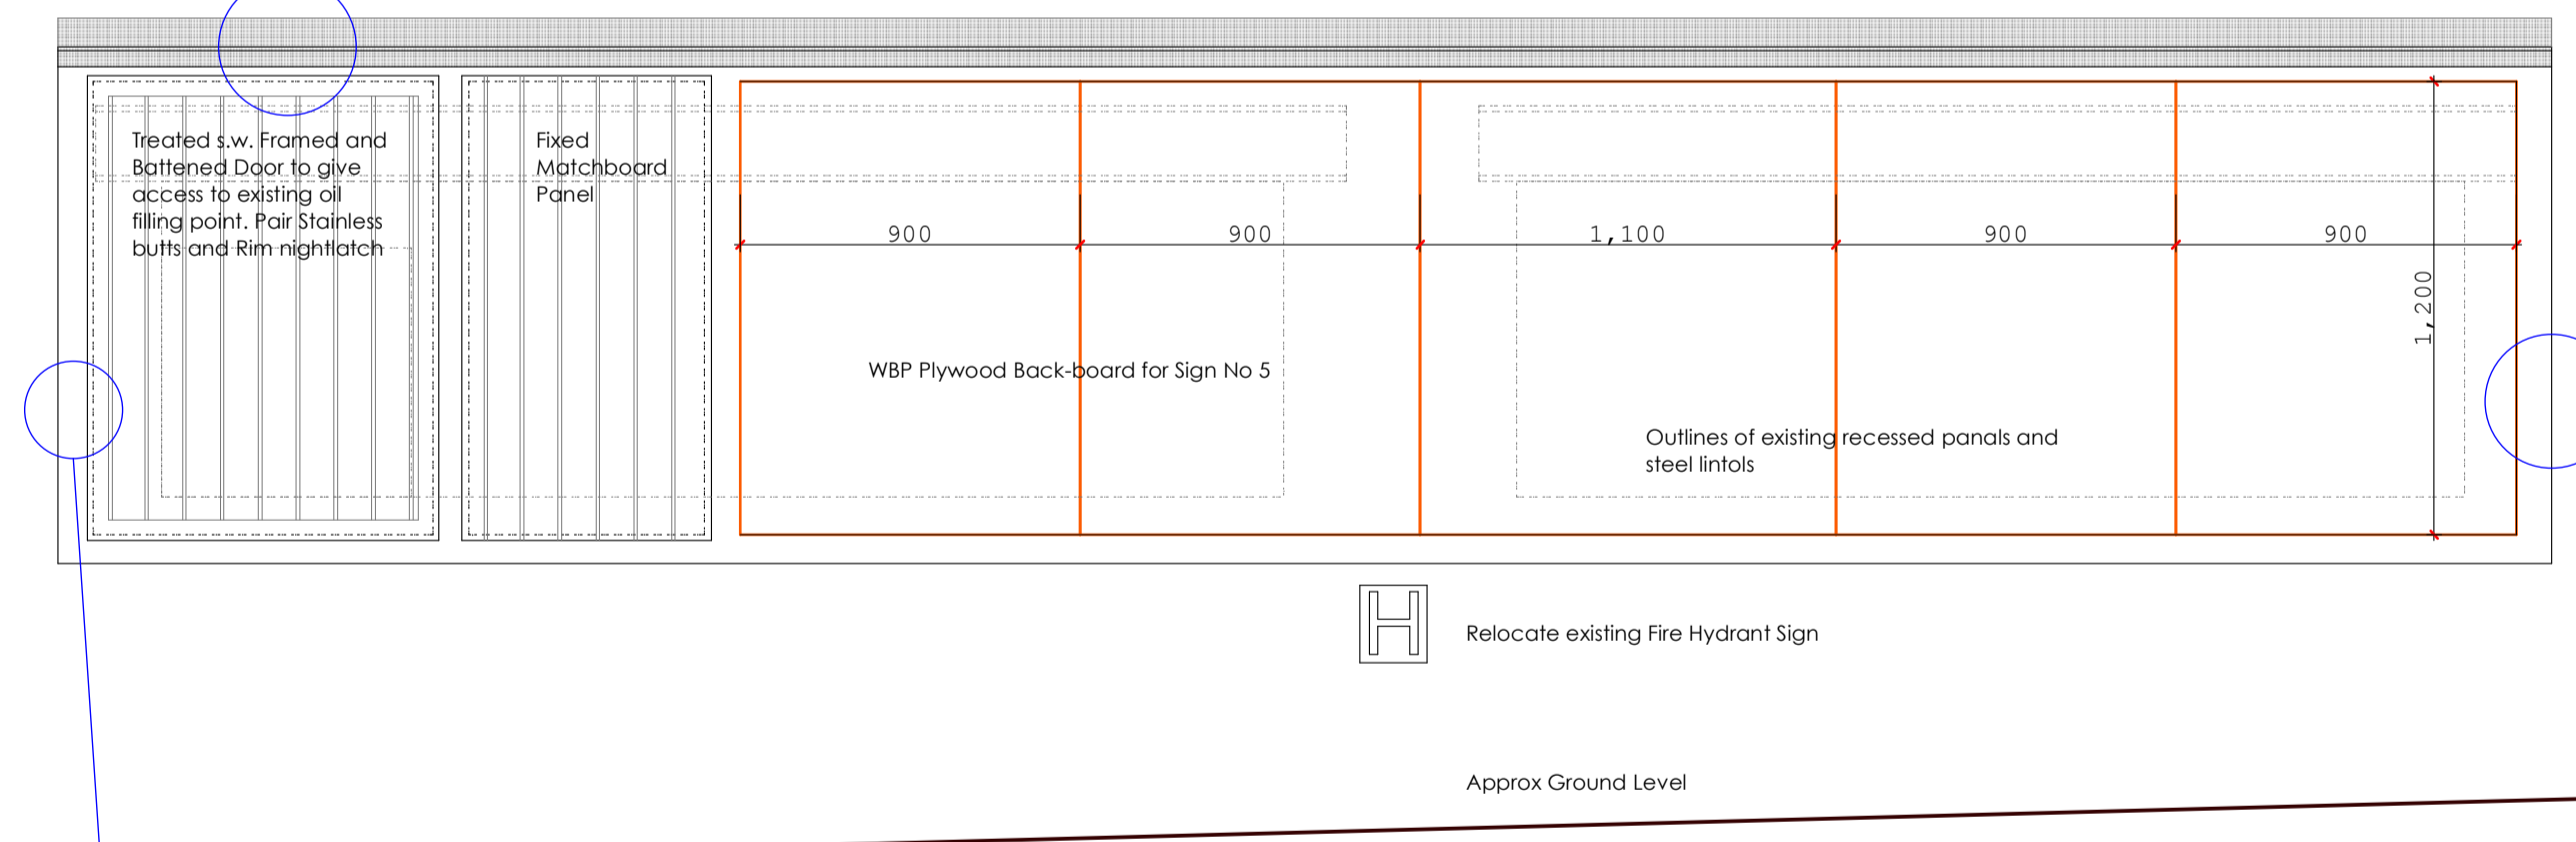 Treated s.w. Framed and
Battened Door to give
access to existing oil
filling point. Pair Stainless
butts and Rim nightlatch
Fixed
Matchboard
Panel
900
900
1,100
900
900
1,200
WBP Plywood Back-board for Sign No 5
Outlines of existing recessed panals and
steel lintols
H
Relocate existing Fire Hydrant Sign
Approx Ground Level